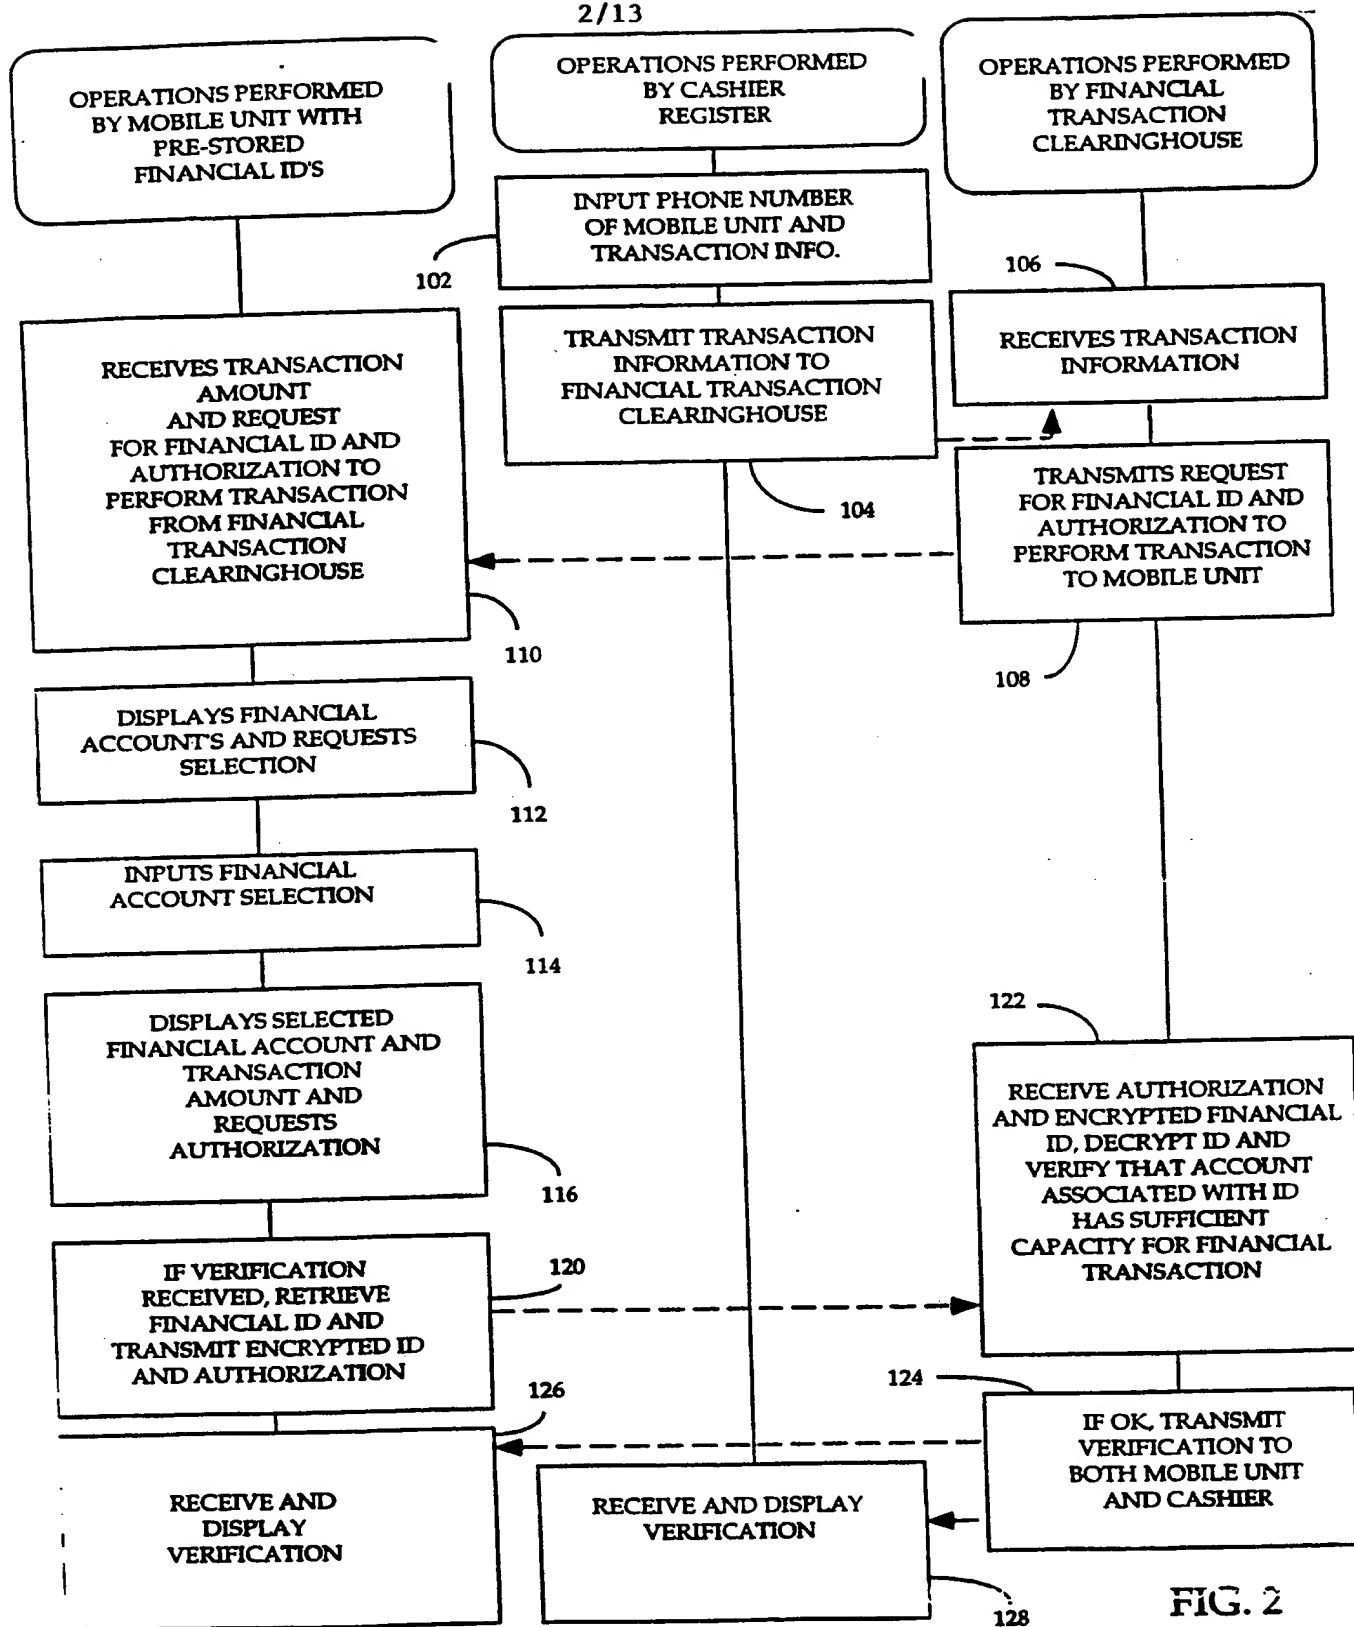 2/13
OPERATIONS PERFORMED
BY MOBILE UNIT WITH
PRE-STORED
FINANCIAL ID'S
OPERATIONS PERFORMED
BY CASHIER
REGISTER
OPERATIONS PERFORMED
BY FINANCIAL
TRANSACTION
CLEARINGHOUSE
INPUT PHONE NUMBER
OF MOBILE UNIT AND
TRANSACTION INFO.
102
106
RECEIVES TRANSACTION
AMOUNT
AND REQUEST
FOR FINANCIAL ID AND
AUTHORIZATION TO
PERFORM TRANSACTION
FROM FINANCIAL
TRANSACTION
CLEARINGHOUSE
TRANSMIT TRANSACTION
INFORMATION TO
FINANCIAL TRANSACTION
CLEARINGHOUSE
RECEIVES TRANSACTION
INFORMATION
104
TRANSMITS REQUEST
FOR FINANCIAL ID AND
AUTHORIZATION TO
PERFORM TRANSACTION
TO MOBILE UNIT
110
108
DISPLAYS FINANCIAL
ACCOUNT'S AND REQUESTS
SELECTION
112
INPUTS FINANCIAL
ACCOUNT SELECTION
114
DISPLAYS SELECTED
FINANCIAL ACCOUNT AND
TRANSACTION
AMOUNT AND
REQUESTS
AUTHORIZATION
116
122
RECEIVE AUTHORIZATION
AND ENCRYPTED FINANCIAL
ID, DECRYPT ID AND
VERIFY THAT ACCOUNT
ASSOCIATED WITH ID
HAS SUFFICIENT
CAPACITY FOR FINANCIAL
TRANSACTION
IF VERIFICATION
RECEIVED, RETRIEVE
FINANCIAL ID AND
TRANSMIT ENCRYPTED ID
AND AUTHORIZATION
120
126
124
IF OK, TRANSMIT
VERIFICATION TO
BOTH MOBILE UNIT
AND CASHIER
RECEIVE AND
DISPLAY
VERIFICATION
RECEIVE AND DISPLAY
VERIFICATION
128
FIG. 2